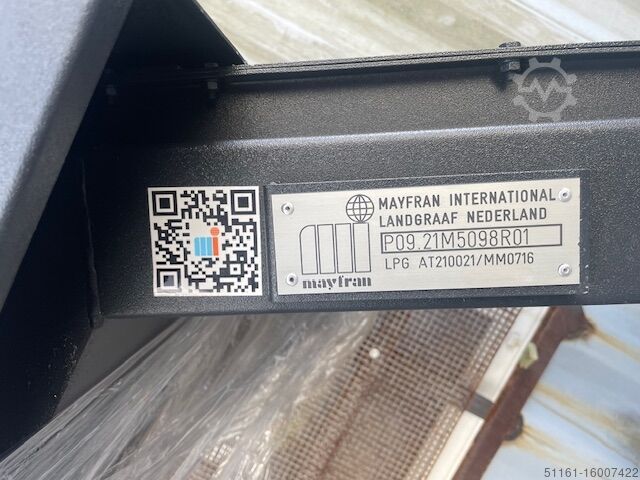 MAYFRAN INTERNATIONAL
LANDGRAAF NEDERLAND
P09.21M5098R01
LPG AT210021/MM0716
mayfran
51161-16007422